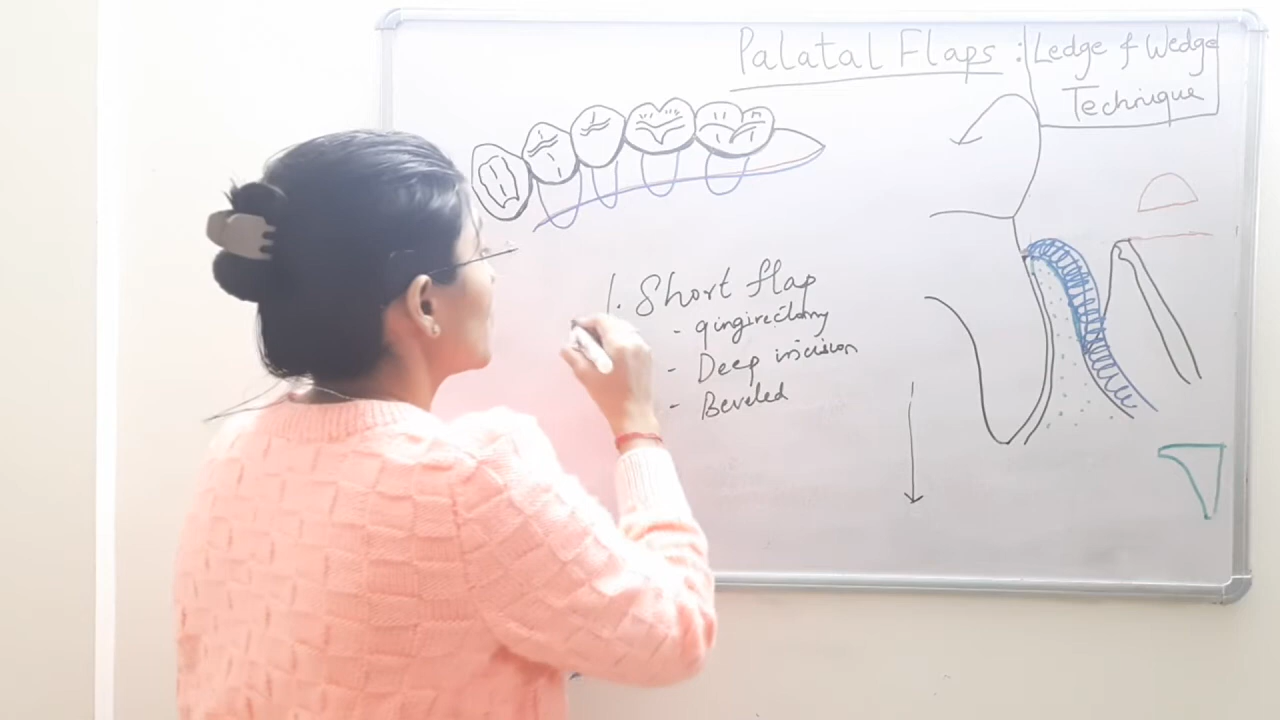 Palatal Flaps : Ledge & Wedge
Technique
1. Short flap
- gingivectomy
- Deep incision
- Beveled